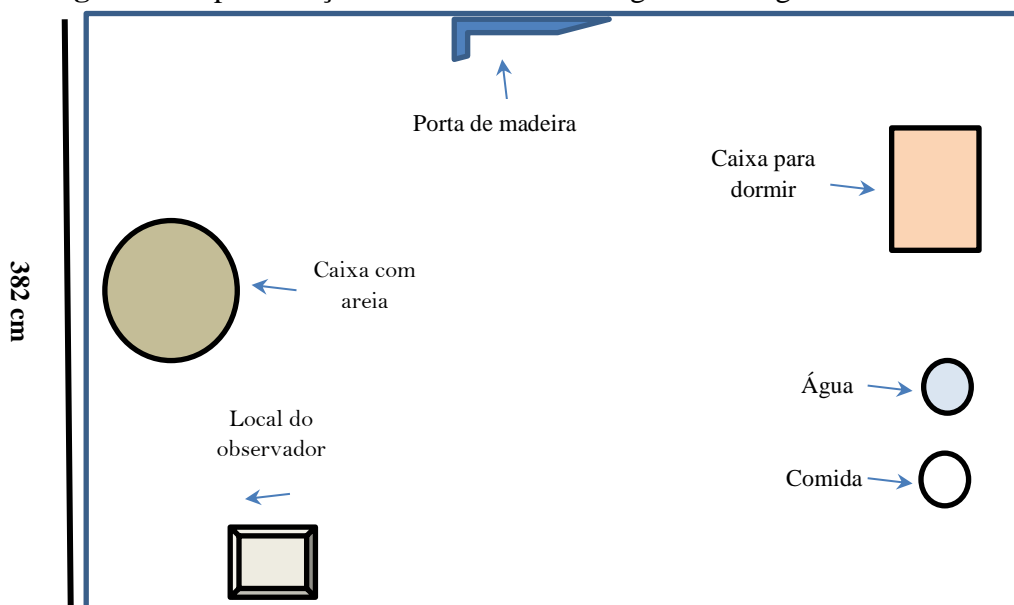 Porta de madeira
Caixa para
dormir
Caixa com
areia
382 cm
Água
Local do
observador
Comida